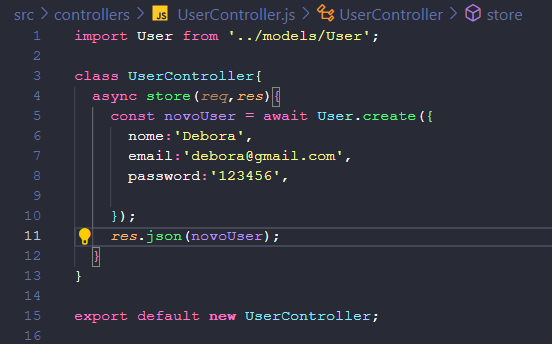 src > controllers > JS UserController.js > UserController > store
1 import User from '../models/User';
2
3 class UserController{
4 async store(req,res){
5 const novoUser = await User.create({
6 nome:'Debora',
7 email:'debora@gmail.com',
8 password:'123456',
9
10 });
11 res.json(novoUser);
12 }
13 }
14
15 export default new UserController;
16